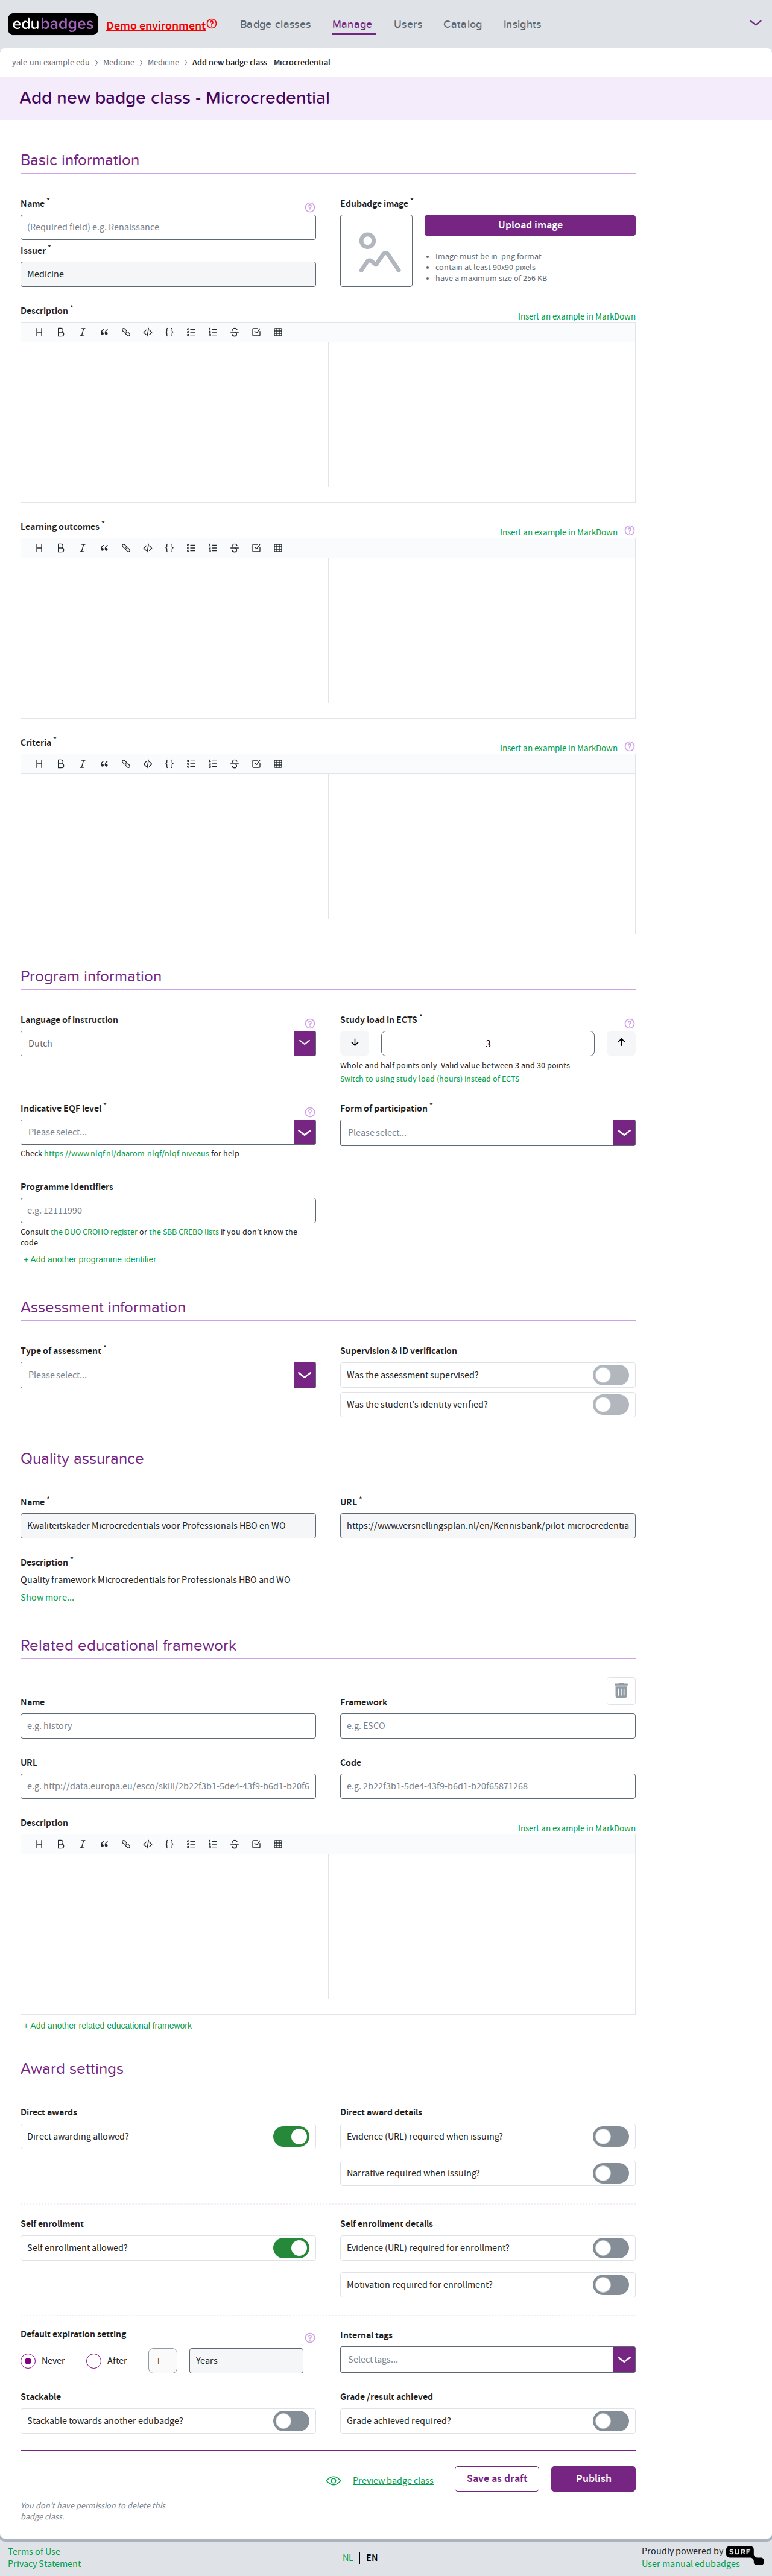 edubadges Demo environment Badge classes Manage Users Catalog Insights
yale-uni-example.edu Medicine Medicine Add new badge class - Microcredential
Add new badge class - Microcredential
Basic information
Name *
(Required field) e.g. Renaissance
Issuer *
Medicine
Edubadge image *
Upload image
Image must be in .png format
contain at least 90x90 pixels
have a maximum size of 256 KB
Description *
Insert an example in MarkDown
Learning outcomes *
Insert an example in MarkDown
Criteria *
Insert an example in MarkDown
Program information
Language of instruction
Dutch
Study load in ECTS *
3
Whole and half points only. Valid value between 3 and 30 points.
Switch to using study load (hours) instead of ECTS
Indicative EQF level *
Please select...
Check https://www.nlqf.nl/daarom-nlqf/nlqf-niveaus for help
Form of participation *
Please select...
Programme Identifiers
e.g. 12111990
Consult the DUO CROHO register or the SBB CREBO lists if you don't know the
code.
+ Add another programme identifier
Assessment information
Type of assessment *
Please select...
Supervision & ID verification
Was the assessment supervised?
Was the student's identity verified?
Quality assurance
Name *
Kwaliteitskader Microcredentials voor Professionals HBO en WO
URL *
https://www.versnellingsplan.nl/en/Kennisbank/pilot-microcredentia
Description *
Quality framework Microcredentials for Professionals HBO and WO
Show more...
Related educational framework
Name
e.g. history
Framework
e.g. ESCO
URL
e.g. http://data.europa.eu/esco/skill/2b22f3b1-5de4-43f9-b6d1-b20f6
Code
e.g. 2b22f3b1-5de4-43f9-b6d1-b20f65871268
Description
Insert an example in MarkDown
+ Add another related educational framework
Award settings
Direct awards
Direct awarding allowed?
Direct award details
Evidence (URL) required when issuing?
Narrative required when issuing?
Self enrollment
Self enrollment allowed?
Self enrollment details
Evidence (URL) required for enrollment?
Motivation required for enrollment?
Default expiration setting
Never After 1 Years
Internal tags
Select tags...
Stackable
Stackable towards another edubadge?
Grade /result achieved
Grade achieved required?
Preview badge class Save as draft Publish
You don't have permission to delete this
badge class.
Terms of Use
Privacy Statement
NL EN
Proudly powered by SURF
User manual edubadges